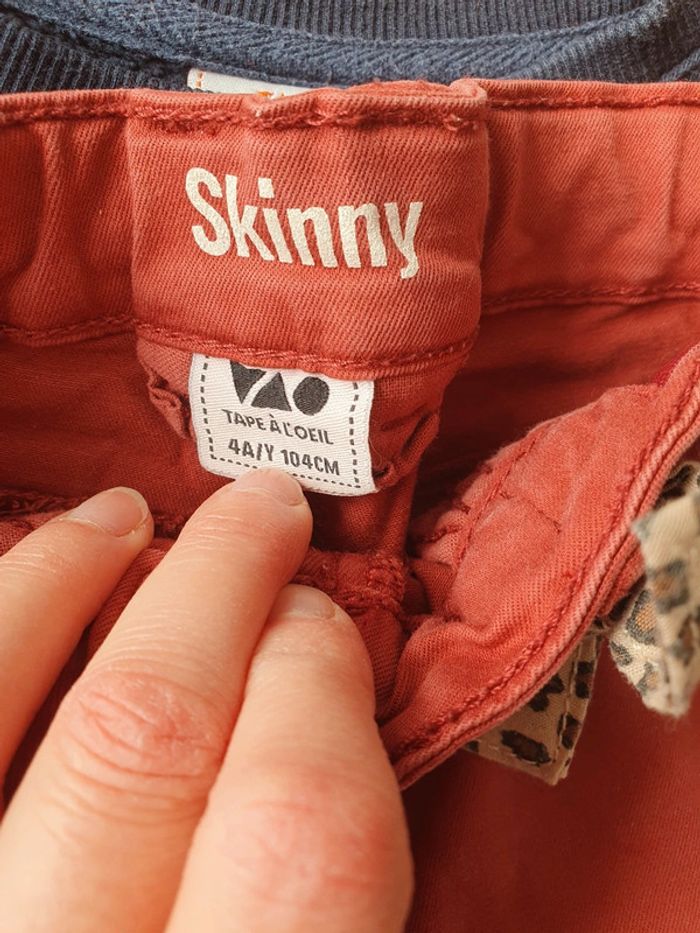 Skinny
TAPE À L'OEIL
4A/Y 104CM